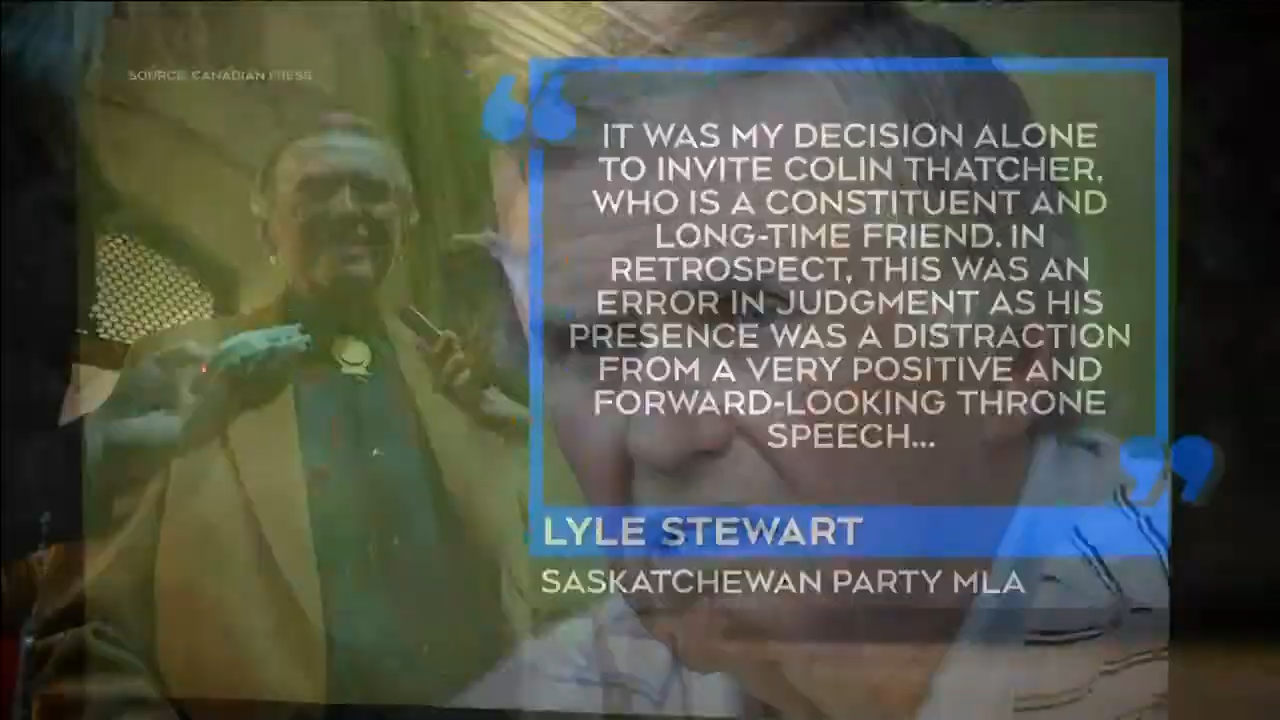 SOURCE: CANADIAN PRESS
IT WAS MY DECISION ALONE
TO INVITE COLIN THATCHER,
WHO IS A CONSTITUENT AND
LONG-TIME FRIEND. IN
RETROSPECT, THIS WAS AN
ERROR IN JUDGMENT AS HIS
PRESENCE WAS A DISTRACTION
FROM A VERY POSITIVE AND
FORWARD-LOOKING THRONE
SPEECH...
LYLE STEWART
SASKATCHEWAN PARTY MLA